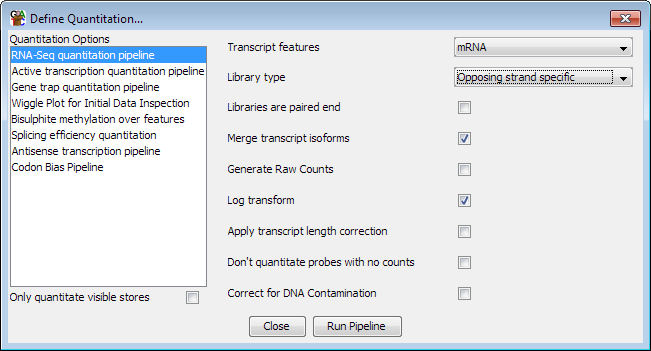 Define Quantitation...
Quantitation Options
RNA-Seq quantitation pipeline
Active transcription quantitation pipeline
Gene trap quantitation pipeline
Wiggle Plot for Initial Data Inspection
Bisulphite methylation over features
Splicing efficiency quantitation
Antisense transcription pipeline
Codon Bias Pipeline
Only quantitate visible stores
Transcript features mRNA
Library type Opposing strand specific
Libraries are paired end
Merge transcript isoforms
Generate Raw Counts
Log transform
Apply transcript length correction
Don't quantitate probes with no counts
Correct for DNA Contamination
Close Run Pipeline